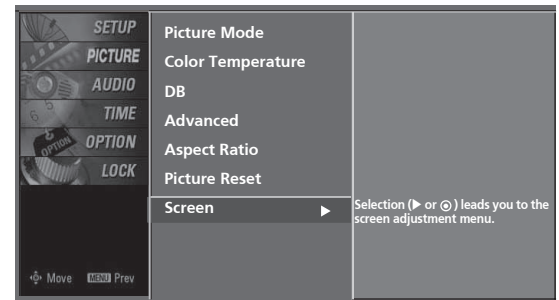 SETUP
PICTURE
AUDIO
TIME
OPTION
LOCK
Move MENU Prev
Picture Mode
Color Temperature
DB
Advanced
Aspect Ratio
Picture Reset
Screen ▶
Selection (▶ or ◉) leads you to the
screen adjustment menu.